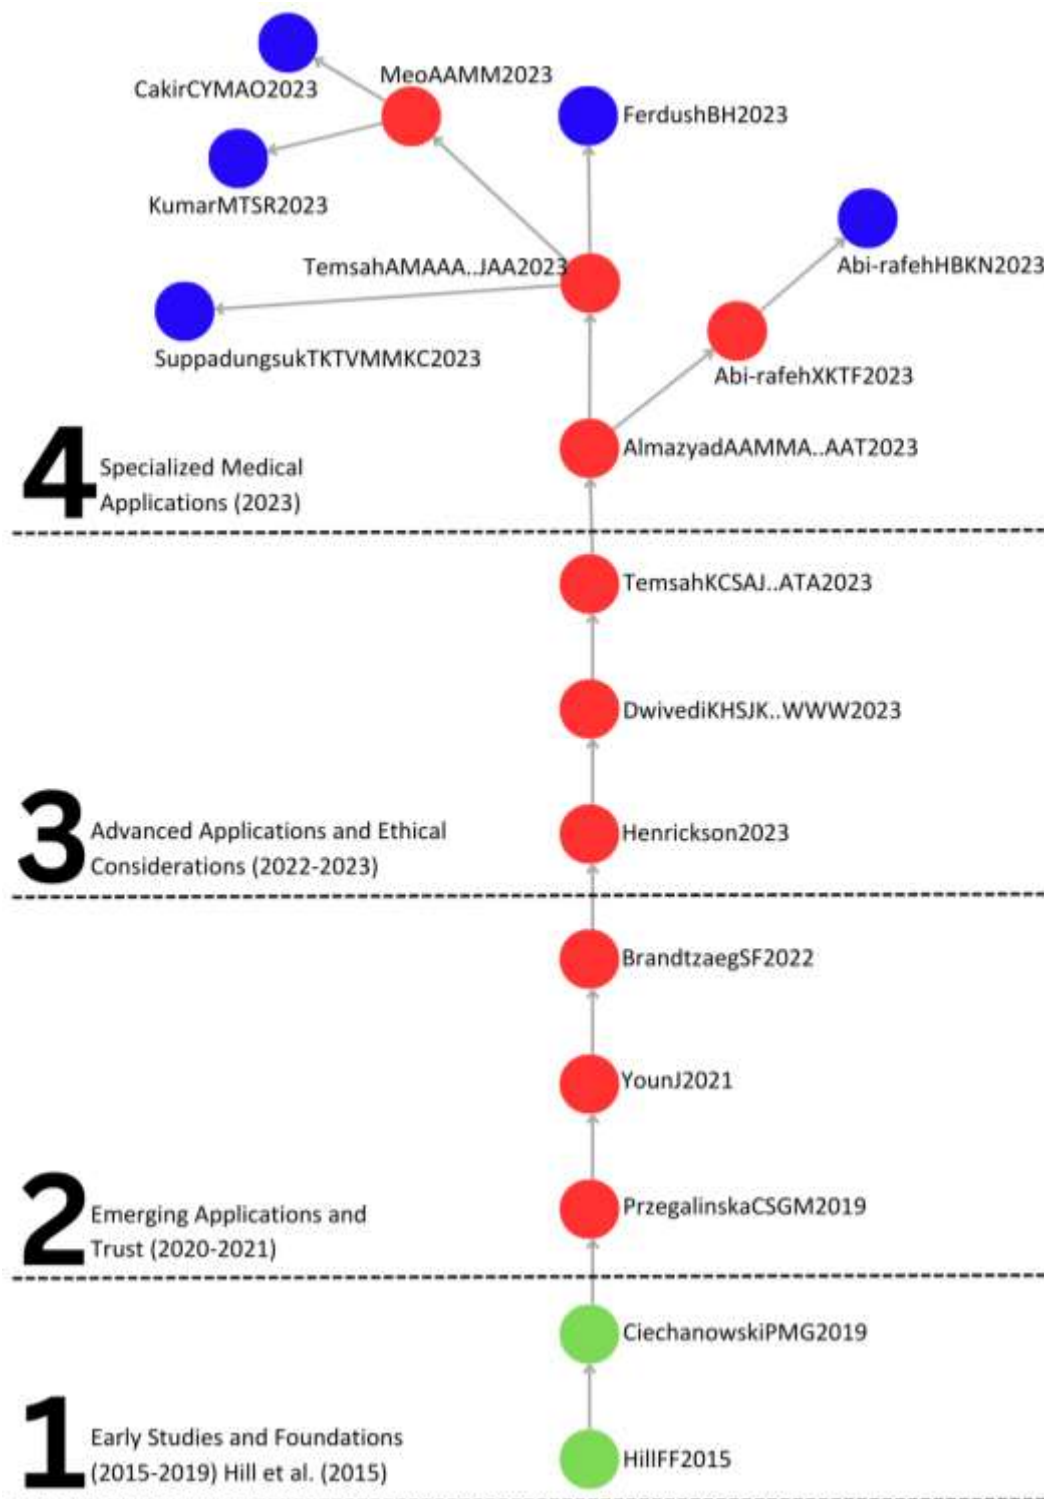 CakirCYMAO2023
MeoAAMM2023
FerdushBH2023
KumarMTSR2023
TemsahAMAAA..JAA2023
Abi-rafehHBKN2023
SuppadungsukTKTVMMKC2023
Abi-rafehXKTF2023
AlmazyadAAMMA..AAT2023
4
Specialized Medical
Applications (2023)
TemsahKCSAJ..ATA2023
DwivediKHSJK..WWW2023
Henrickson2023
3
Advanced Applications and Ethical
Considerations (2022-2023)
BrandtzaegSF2022
YounJ2021
PrzegalinskaCSGM2019
2
Emerging Applications and
Trust (2020-2021)
CiechanowskiPMG2019
1
Early Studies and Foundations
(2015-2019) Hill et al. (2015)
HillFF2015